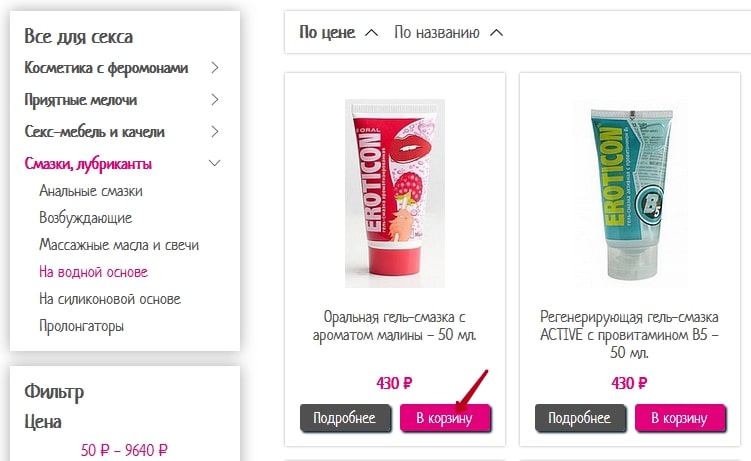 Все для секса
Косметика с феромонами
Приятные мелочи
Секс-мебель и качели
Смазки, лубриканты
Анальные смазки
Возбуждающие
Массажные масла и свечи
На водной основе
На силиконовой основе
Пролонгаторы
Фильтр
Цена
50 ₽ - 9640 ₽
По цене
По названию
ORAL
EROTICON
Оральная гель-смазка с
ароматом малины - 50 мл.
430 ₽
Подробнее
В корзину
EROTICON
B5
Регенерирующая гель-смазка
ACTIVE с провитамином B5 -
50 мл.
430 ₽
Подробнее
В корзину